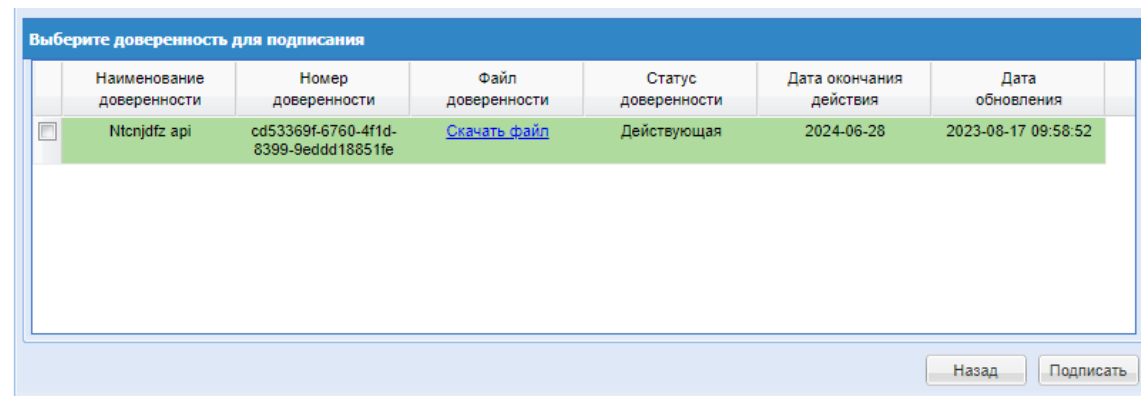 Выберите доверенность для подписания
Наименование доверенности
Номер доверенности
Файл доверенности
Статус доверенности
Дата окончания действия
Дата обновления
Ntcnjdfz api
cd53369f-6760-4f1d-
8399-9eddd18851fe
Скачать файл
Действующая
2024-06-28
2023-08-17 09:58:52
Назад
Подписать